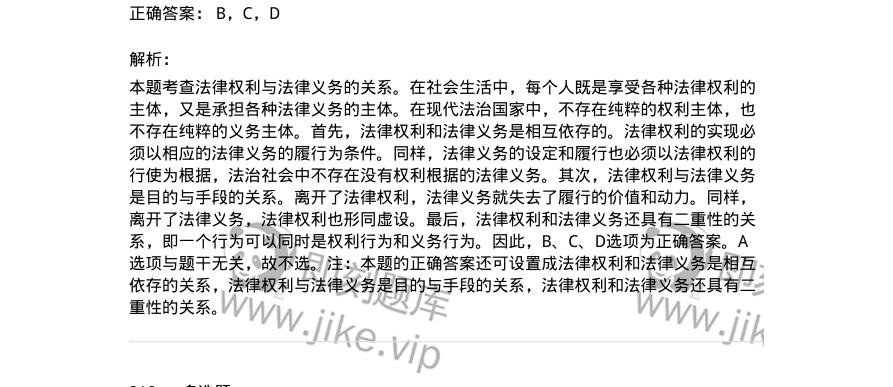 正确答案： B，C，D
解析：
本题考查法律权利与法律义务的关系。在社会生活中，每个人既是享受各种法律权利的
主体，又是承担各种法律义务的主体。在现代法治国家中，不存在纯粹的权利主体，也
不存在纯粹的义务主体。首先，法律权利和法律义务是相互依存的。法律权利的实现必
须以相应的法律义务的履行为条件。同样，法律义务的设定和履行也必须以法律权利的
行使为根据，法治社会中不存在没有权利根据的法律义务。其次，法律权利与法律义务
是目的与手段的关系。离开了法律权利，法律义务就失去了履行的价值和动力。同样，
离开了法律义务，法律权利也形同虚设。最后，法律权利和法律义务还具有二重性的关
系，即一个行为可以同时是权利行为和义务行为。因此，B、C、D选项为正确答案。A
选项与题干无关，故不选。注：本题的正确答案还可设置成法律权利和法律义务是相互
依存的关系，法律权利与法律义务是目的与手段的关系，法律权利和法律义务还具有二
重性的关系。
即刻题库
www.jike.vip
即刻
www.jik